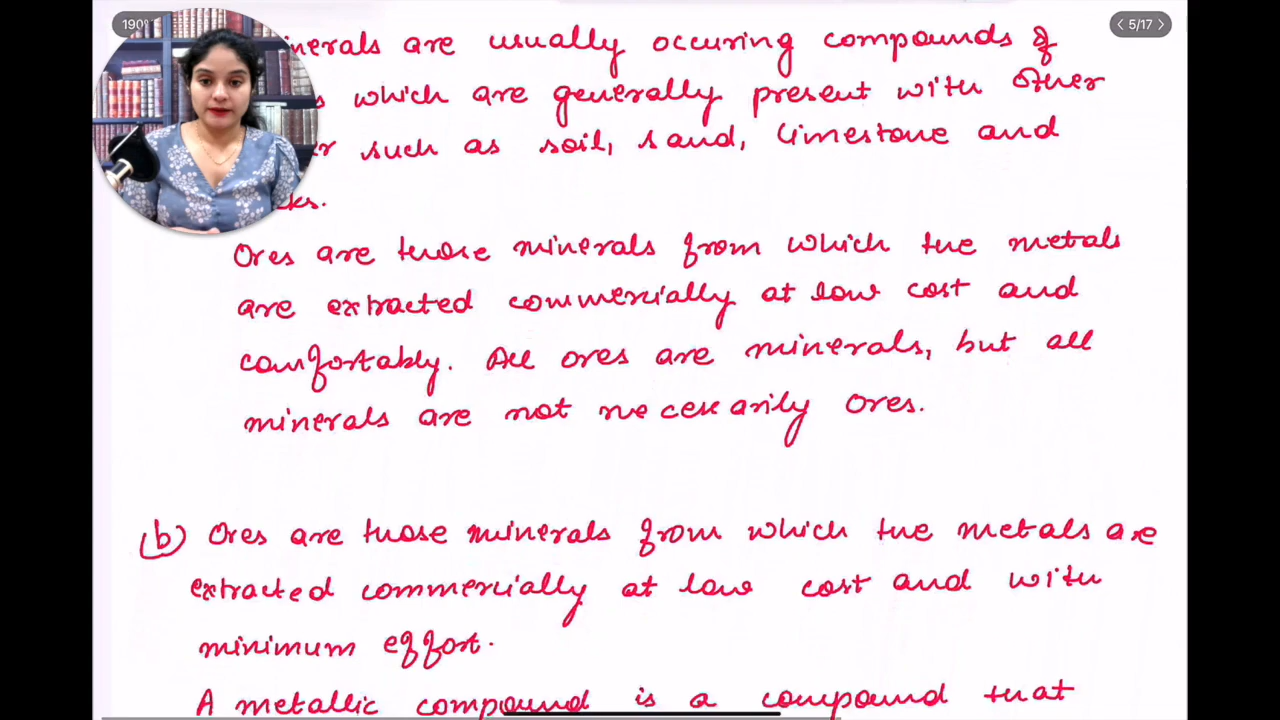 190%
5/17
nerals are usually occuring compounds of
s which are generally present with other
r such as soil, sand, limestone and
ks.
Ores are those minerals from which the metals
are extracted commercially at low cost and
comfortably. All ores are minerals, but all
minerals are not necessarily ores.
(b) Ores are those minerals from which the metals are
extracted commercially at low cost and with
minimum effort.
A metallic compound is a compound that